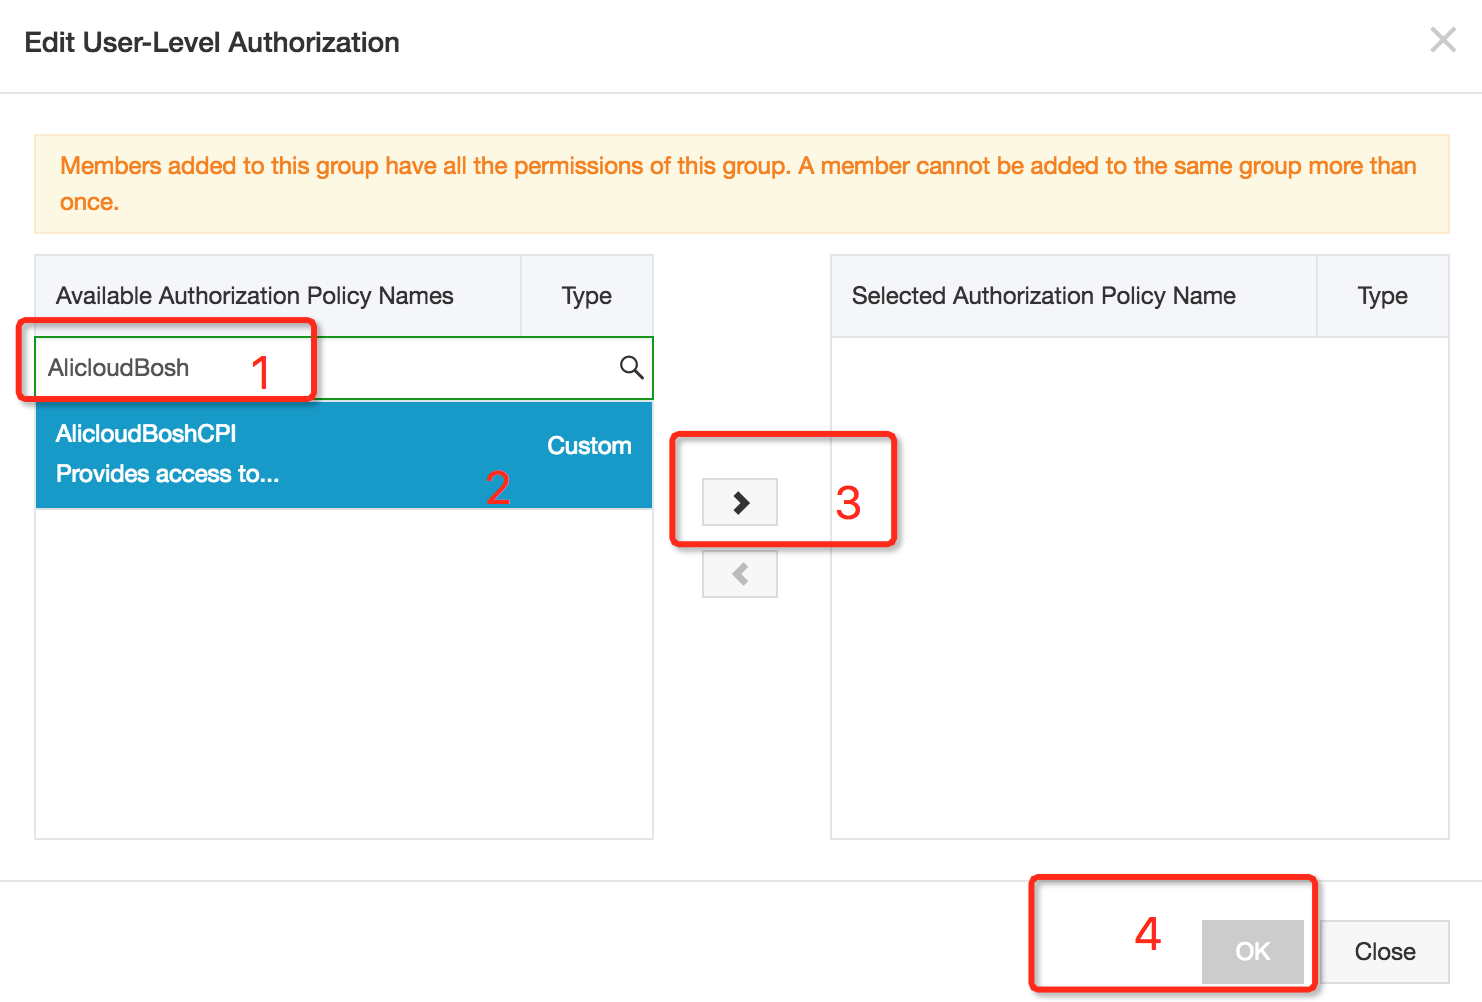 Edit User-Level Authorization
Members added to this group have all the permissions of this group. A member cannot be added to the same group more than
once.
Available Authorization Policy Names
Type
AlicloudBosh
1
AlicloudBoshCPI
Custom
Provides access to...
2
3
Selected Authorization Policy Name
Type
4
OK
Close